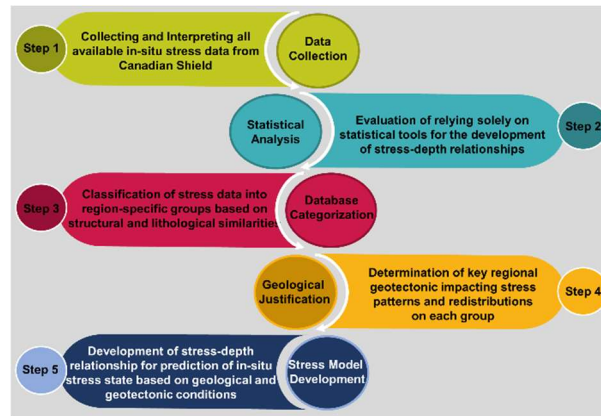 Step 1
Collecting and Interpreting all
available in-situ stress data from
Canadian Shield
Data
Collection
Statistical
Analysis
Evaluation of relying solely on
statistical tools for the development
of stress-depth relationships
Step 2
Step 3
Classification of stress data into
region-specific groups based on
structural and lithological similarities
Database
Categorization
Geological
Justification
Determination of key regional
geotectonic impacting stress
patterns and redistributions
on each group
Step 4
Step 5
Development of stress-depth
relationship for prediction of in-situ
stress state based on geological and
geotectonic conditions
Stress Model
Development